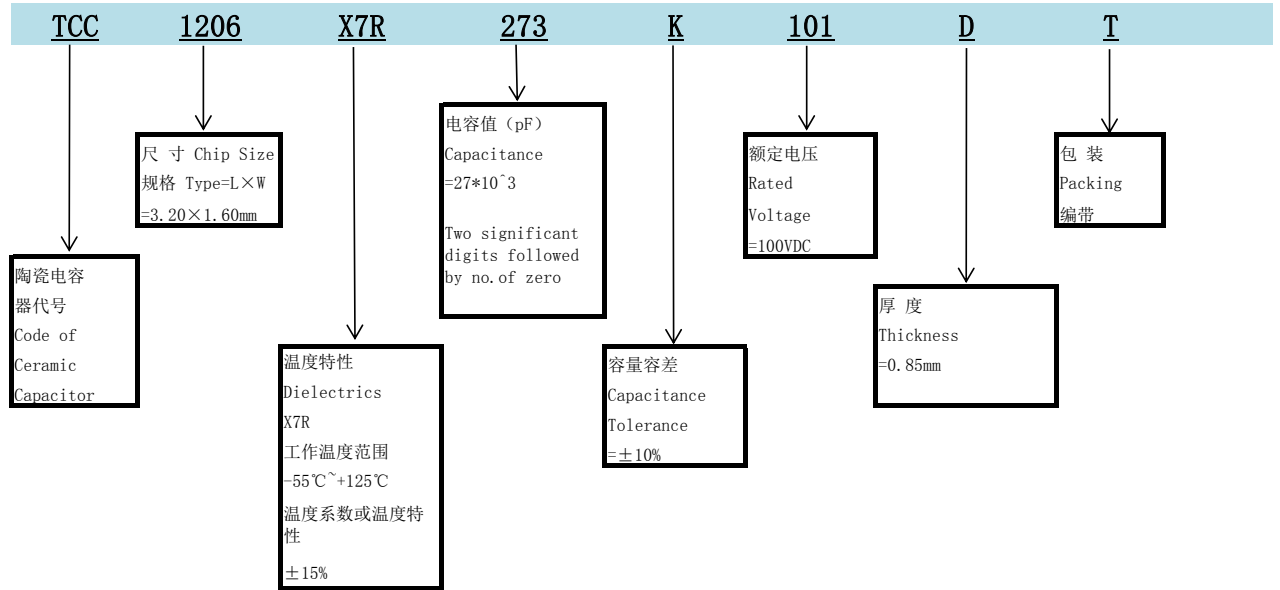 TCC 1206 X7R 273 K 101 D T
陶瓷电容
器代号
Code of
Ceramic
Capacitor
尺 寸 Chip Size
规格 Type=L×W
=3.20×1.60mm
温度特性
Dielectrics
X7R
工作温度范围
-55℃~+125℃
温度系数或温度特
性
±15%
电容值（pF）
Capacitance
=27*10^3
Two significant
digits followed
by no.of zero
容量容差
Capacitance
Tolerance
=±10%
额定电压
Rated
Voltage
=100VDC
厚 度
Thickness
=0.85mm
包 装
Packing
编带